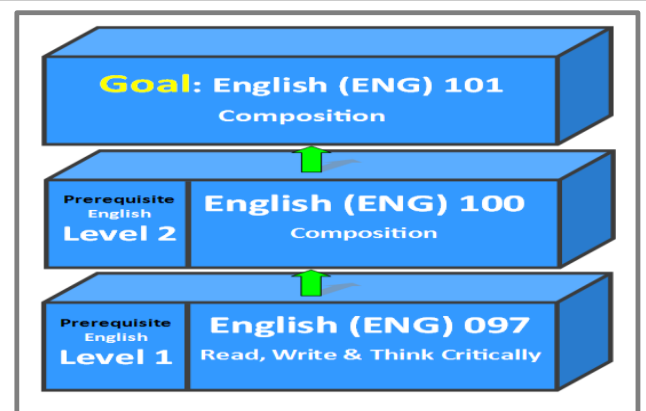 Goal: English (ENG) 101
Composition
Prerequisite
English
Level 2
English (ENG) 100
Composition
Prerequisite
English
Level 1
English (ENG) 097
Read, Write & Think Critically